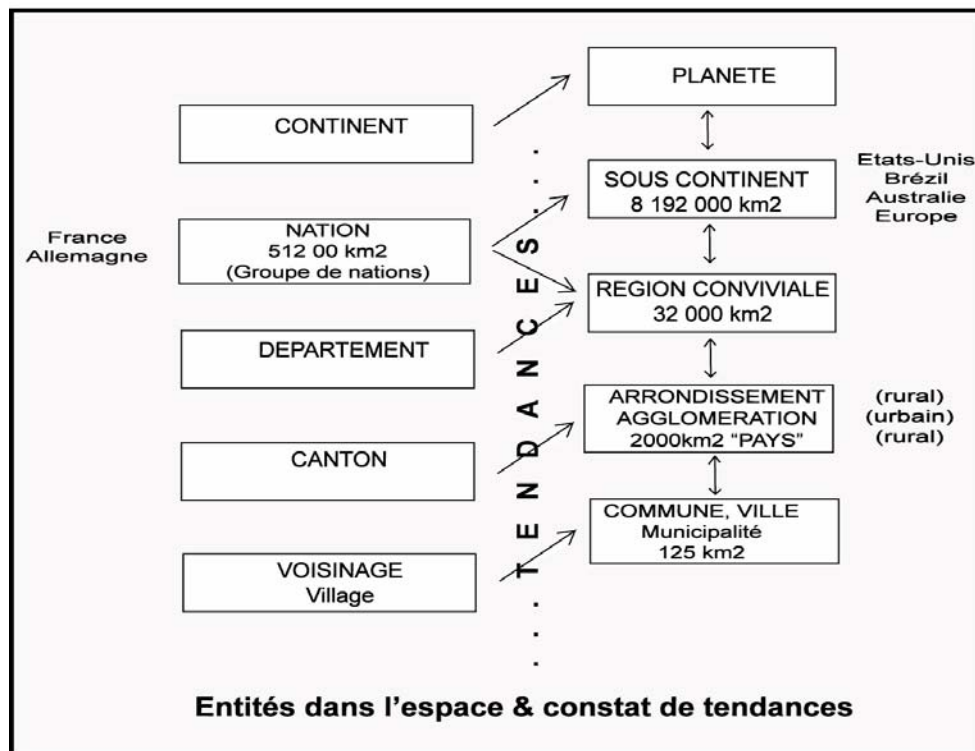 PLANETE
CONTINENT
SOUS CONTINENT
8 192 000 km2
Etats-Unis
Brézil
Australie
Europe
France
Allemagne
NATION
512 00 km2
(Groupe de nations)
REGION CONVIVIALE
32 000 km2
DEPARTEMENT
ARRONDISSEMENT
AGGLOMERATION
2000km2 “PAYS”
(rural)
(urbain)
(rural)
CANTON
COMMUNE, VILLE
Municipalité
125 km2
VOISINAGE
Village
. . . . TENDANCES. . . .
Entités dans l’espace & constat de tendances